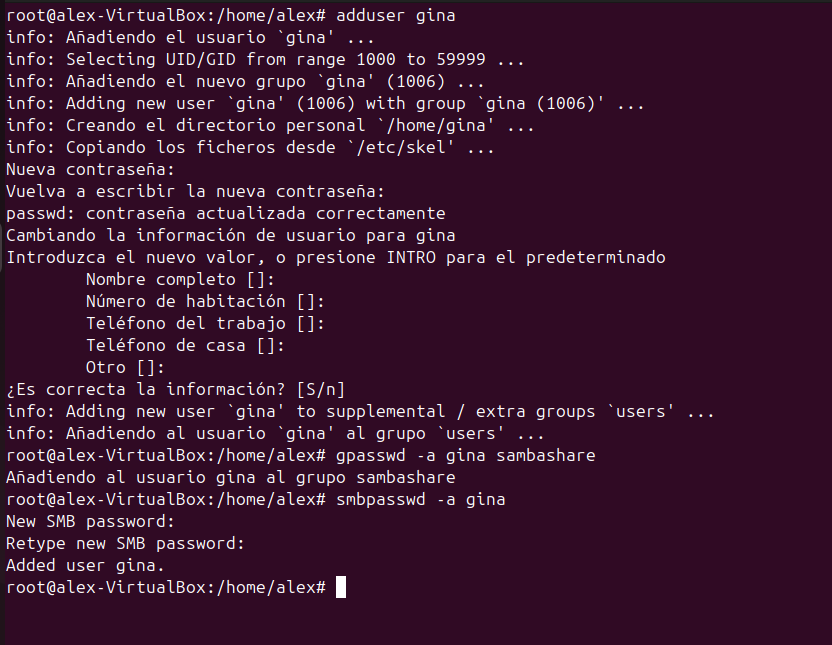 root@alex-VirtualBox:/home/alex# adduser gina
info: Añadiendo el usuario `gina' ...
info: Selecting UID/GID from range 1000 to 59999 ...
info: Añadiendo el nuevo grupo `gina' (1006) ...
info: Adding new user `gina' (1006) with group `gina (1006)' ...
info: Creando el directorio personal `/home/gina' ...
info: Copiando los ficheros desde `/etc/skel' ...
Nueva contraseña:
Vuelva a escribir la nueva contraseña:
passwd: contraseña actualizada correctamente
Cambiando la información de usuario para gina
Introduzca el nuevo valor, o presione INTRO para el predeterminado
        Nombre completo []:
        Número de habitación []:
        Teléfono del trabajo []:
        Teléfono de casa []:
        Otro []:
¿Es correcta la información? [S/n]
info: Adding new user `gina' to supplemental / extra groups `users' ...
info: Añadiendo al usuario `gina' al grupo `users' ...
root@alex-VirtualBox:/home/alex# gpasswd -a gina sambashare
Añadiendo al usuario gina al grupo sambashare
root@alex-VirtualBox:/home/alex# smbpasswd -a gina
New SMB password:
Retype new SMB password:
Added user gina.
root@alex-VirtualBox:/home/alex#